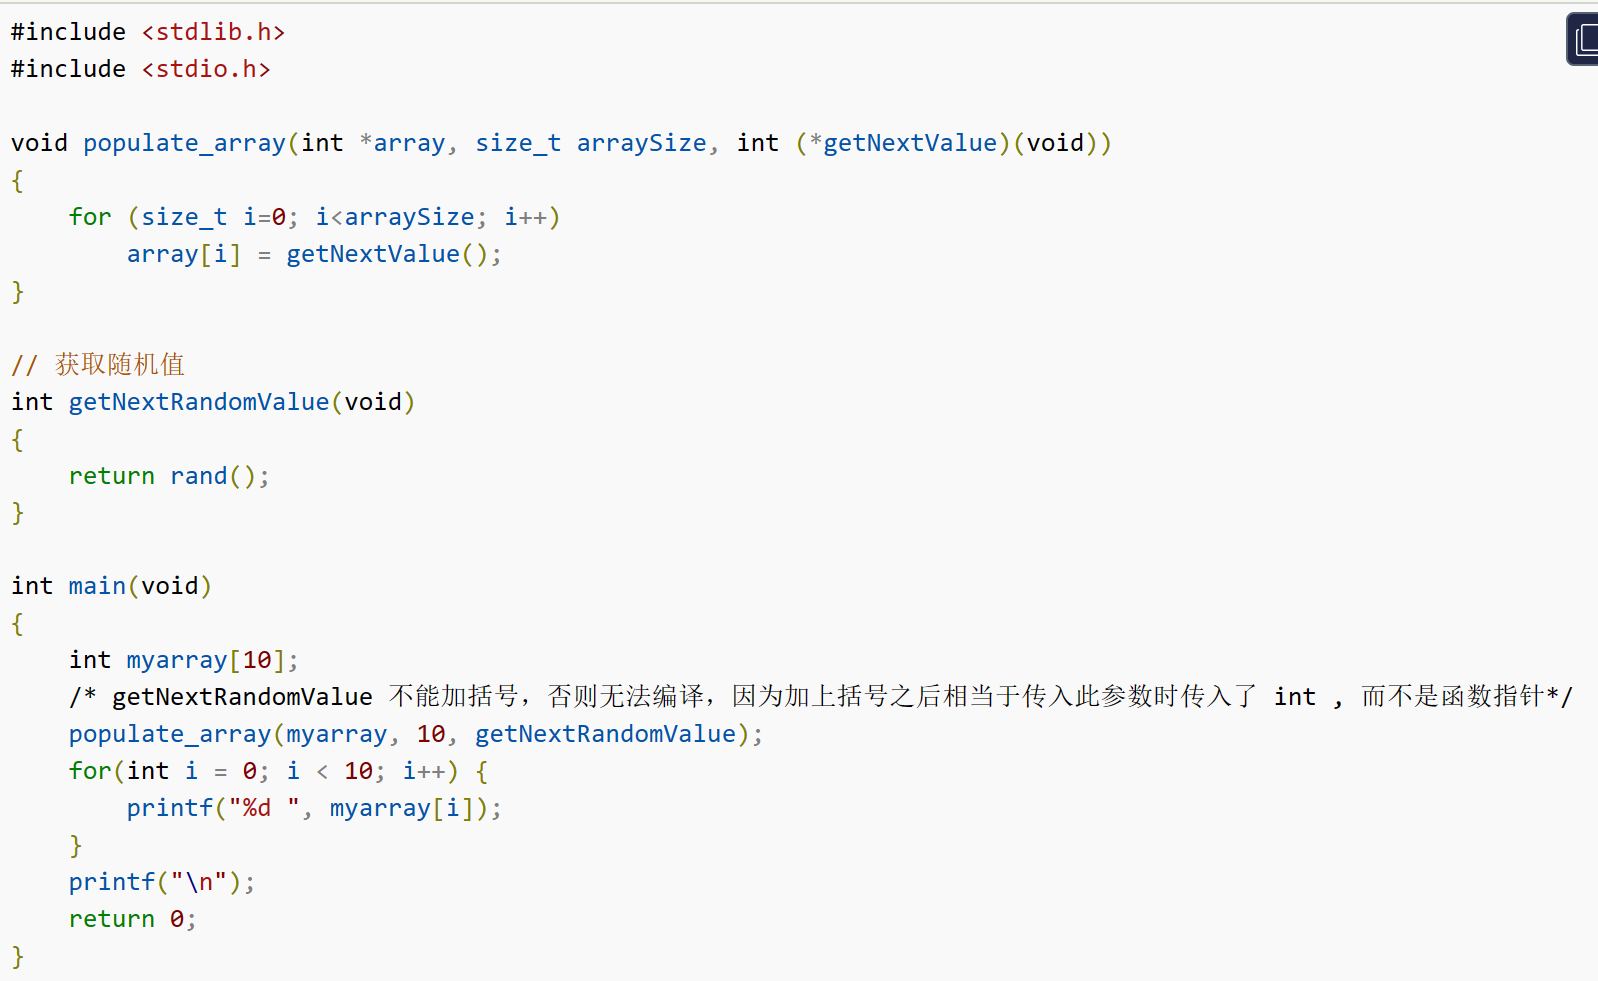 #include <stdlib.h>
#include <stdio.h>
void populate_array(int *array, size_t arraySize, int (*getNextValue)(void))
{
for (size_t i=0; i<arraySize; i++)
array[i] = getNextValue();
}
// 获取随机值
int getNextRandomValue(void)
{
return rand();
}
int main(void)
{
int myarray[10];
/* getNextRandomValue 不能加括号，否则无法编译，因为加上括号之后相当于传入此参数时传入了 int , 而不是函数指针*/
populate_array(myarray, 10, getNextRandomValue);
for(int i = 0; i < 10; i++) {
printf("%d ", myarray[i]);
}
printf("\n");
return 0;
}